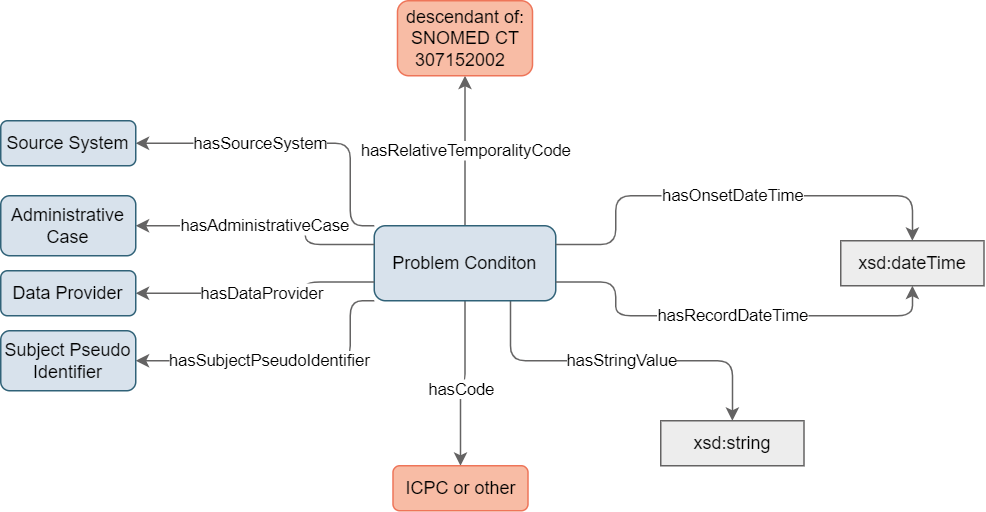 descendant of:
SNOMED CT
307152002
Source System
hasSourceSystem
hasRelativeTemporalityCode
hasOnsetDateTime
Administrative
Case
hasAdministrativeCase
Problem Conditon
xsd:dateTime
Data Provider
hasDataProvider
hasRecordDateTime
Subject Pseudo
Identifier
hasSubjectPseudoIdentifier
hasStringValue
hasCode
xsd:string
ICPC or other